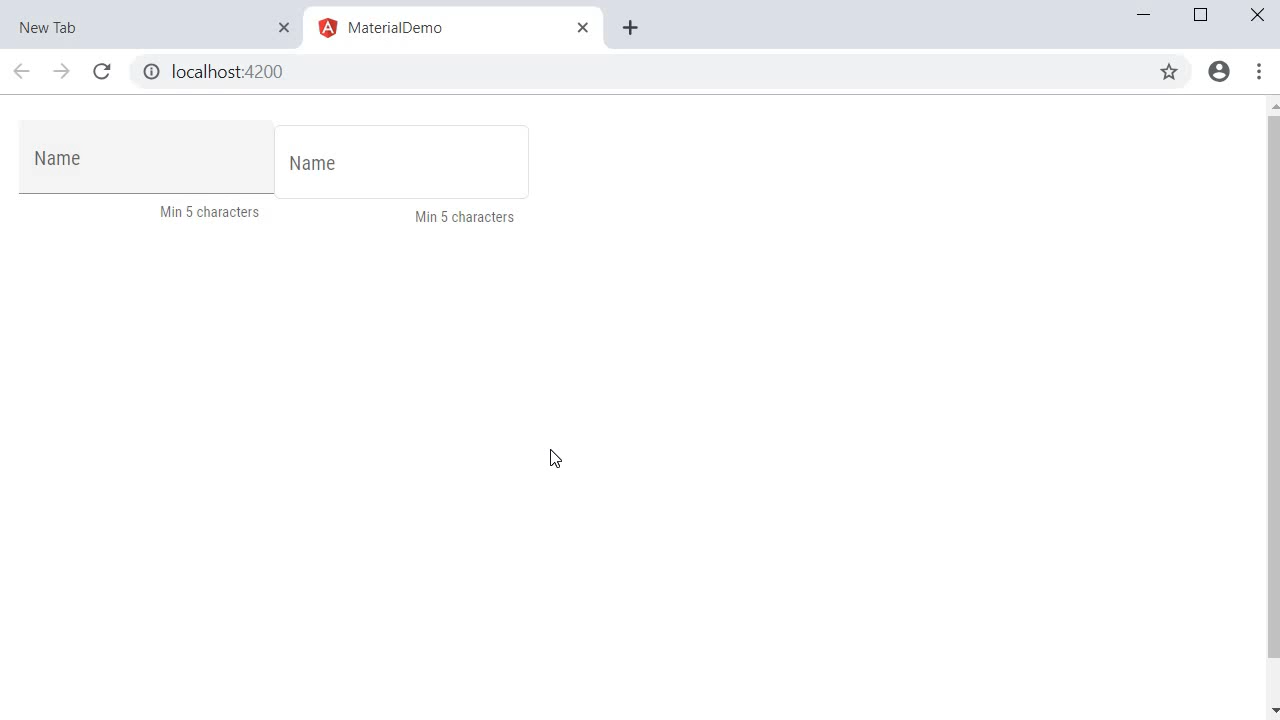 New Tab
MaterialDemo
localhost:4200
Name
Name
Min 5 characters
Min 5 characters